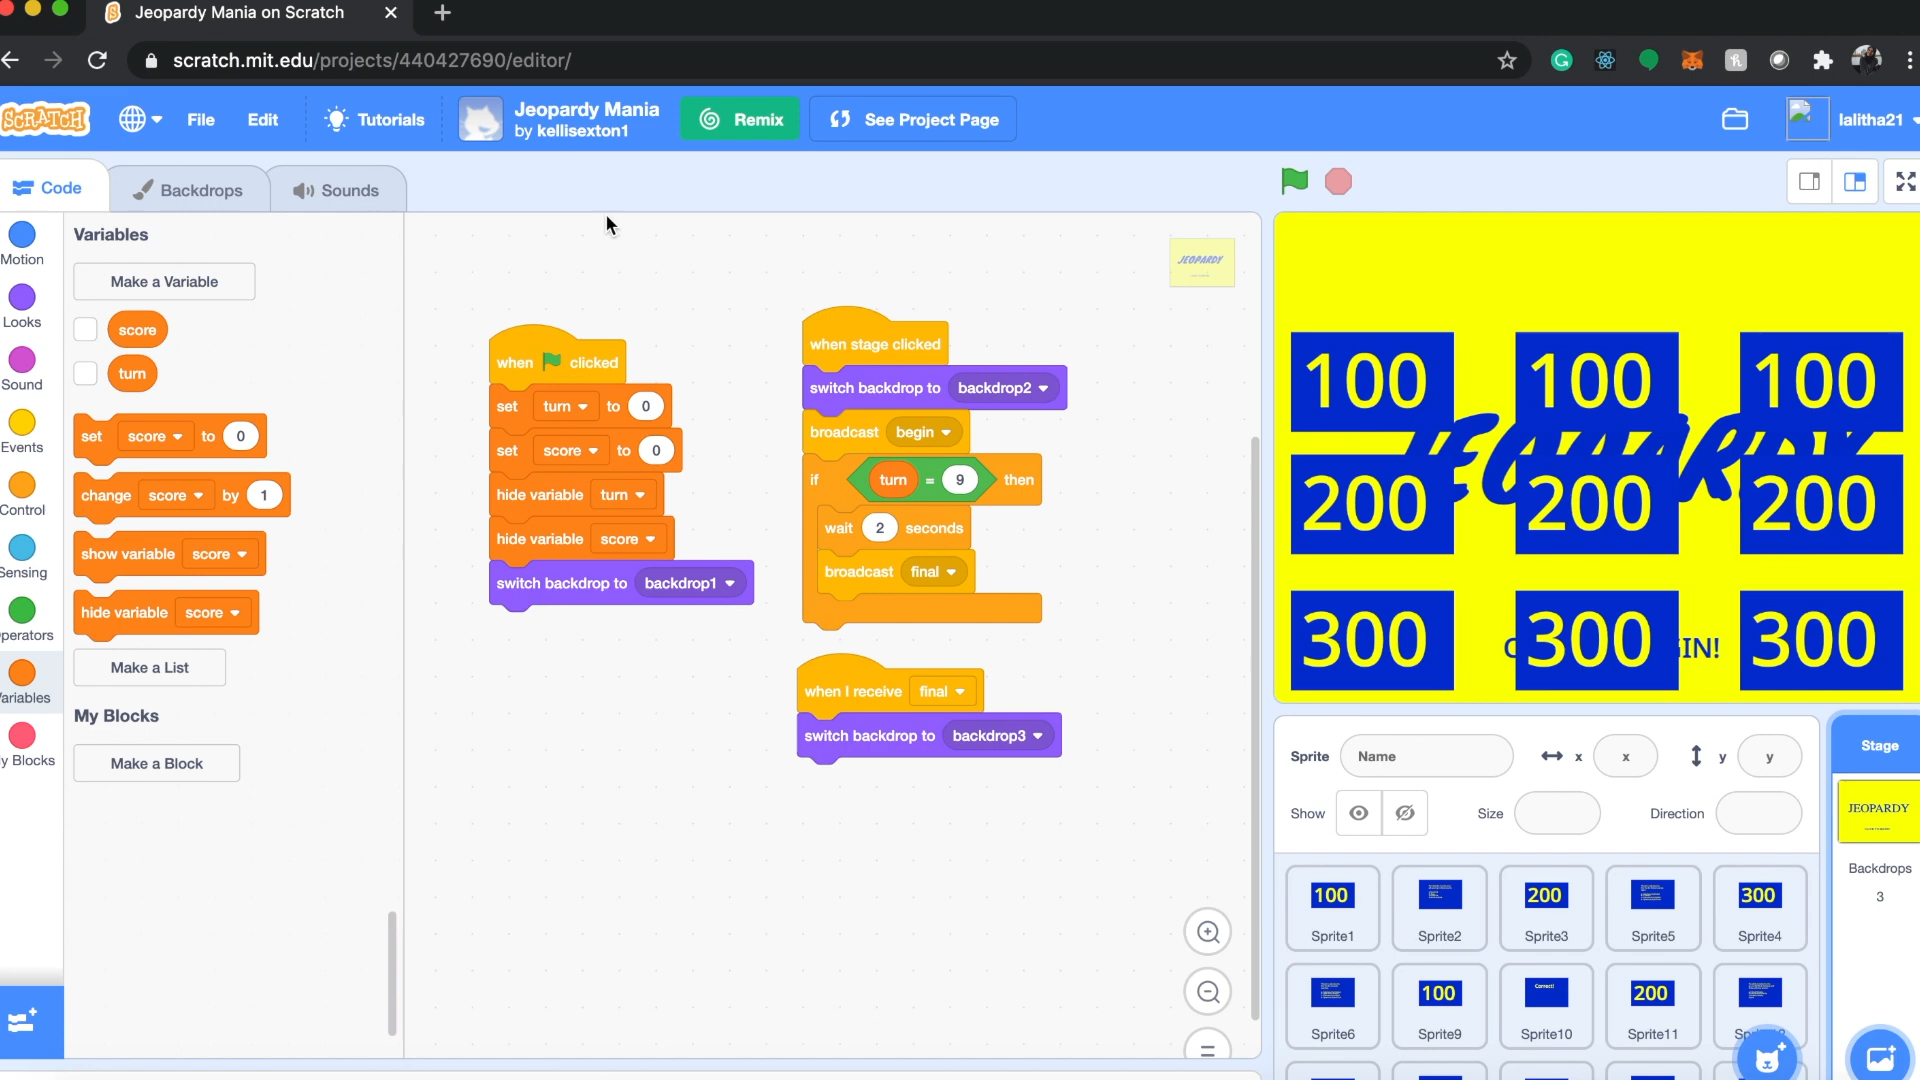 Jeopardy Mania on Scratch
scratch.mit.edu/projects/440427690/editor/
SCRATCH
File
Edit
Tutorials
Jeopardy Mania
by kellisexton1
Remix
See Project Page
lalitha21
Code
Backdrops
Sounds
Motion
Looks
Sound
Events
Control
Sensing
perators
ariables
y Blocks
Variables
Make a Variable
score
turn
set score to 0
change score by 1
show variable score
hide variable score
Make a List
My Blocks
Make a Block
when clicked
set turn to 0
set score to 0
hide variable turn
hide variable score
switch backdrop to backdrop1
when stage clicked
switch backdrop to backdrop2
broadcast begin
if turn = 9 then
wait 2 seconds
broadcast final
when I receive final
switch backdrop to backdrop3
JEOPARDY
100 100 100
JEOPARDY
200 200 200
300 300 300
IN!
Sprite Name x x y y
Show Size Direction
100
Sprite1
Sprite2
200
Sprite3
Sprite5
300
Sprite4
Sprite6
100
Sprite9
Correct!
Sprite10
200
Sprite11
Stage
JEOPARDY
Backdrops
3